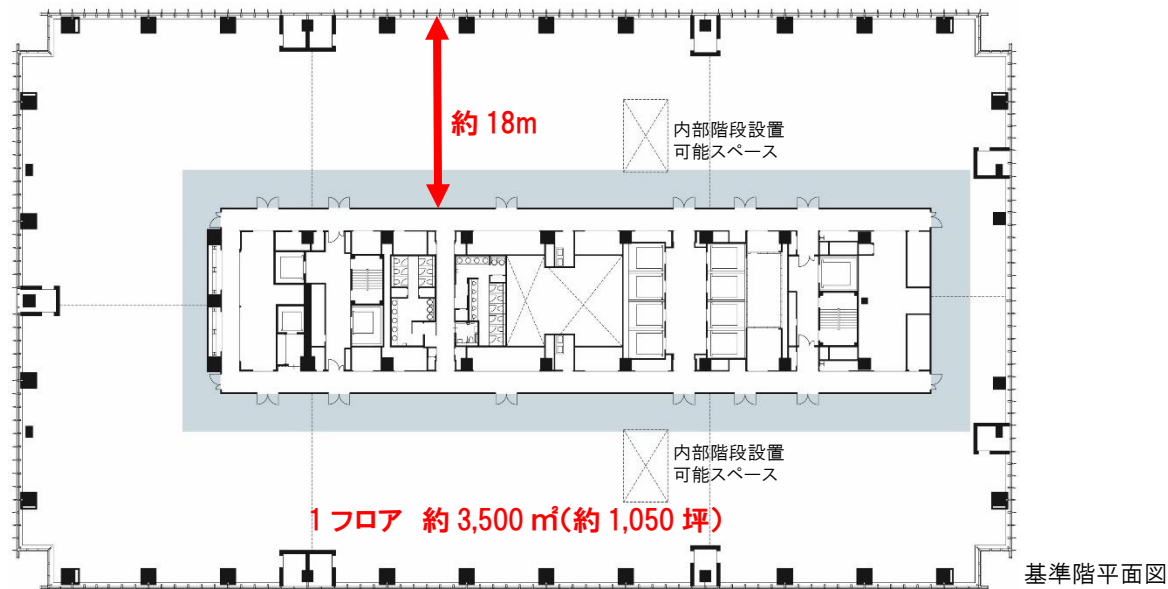 約 18m
内部階段設置
可能スペース
内部階段設置
可能スペース
1 フロア 約 3,500 ㎡(約 1,050 坪)
基準階平面図